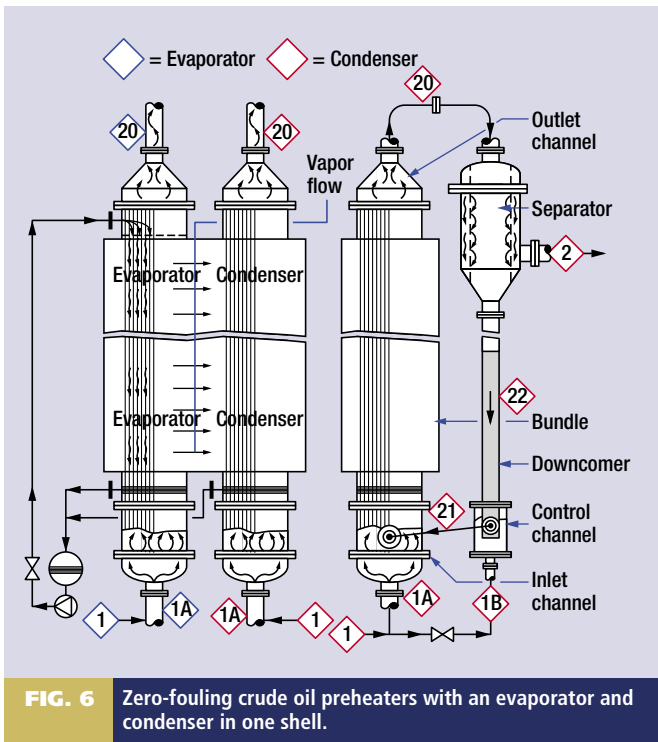 = Evaporator
= Condenser
20
20
20
Outlet
channel
Vapor
flow
Separator
2
Evaporator
Condenser
Evaporator
Condenser
22
Bundle
Downcomer
21
Control
channel
Inlet
channel
1
1A
1A
1
1
1A
1B
FIG. 6
Zero-fouling crude oil preheaters with an evaporator and
condenser in one shell.